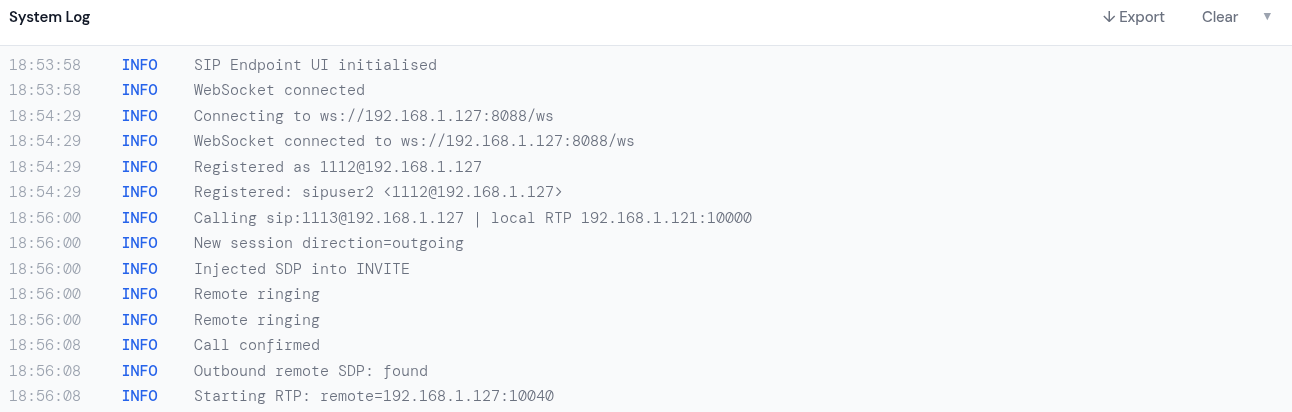 System Log ↓ Export Clear ▼
18:53:58 INFO SIP Endpoint UI initialised
18:53:58 INFO WebSocket connected
18:54:29 INFO Connecting to ws://192.168.1.127:8088/ws
18:54:29 INFO WebSocket connected to ws://192.168.1.127:8088/ws
18:54:29 INFO Registered as 1112@192.168.1.127
18:54:29 INFO Registered: sipuser2 <1112@192.168.1.127>
18:56:00 INFO Calling sip:1113@192.168.1.127 | local RTP 192.168.1.121:10000
18:56:00 INFO New session direction=outgoing
18:56:00 INFO Injected SDP into INVITE
18:56:00 INFO Remote ringing
18:56:00 INFO Remote ringing
18:56:08 INFO Call confirmed
18:56:08 INFO Outbound remote SDP: found
18:56:08 INFO Starting RTP: remote=192.168.1.127:10040